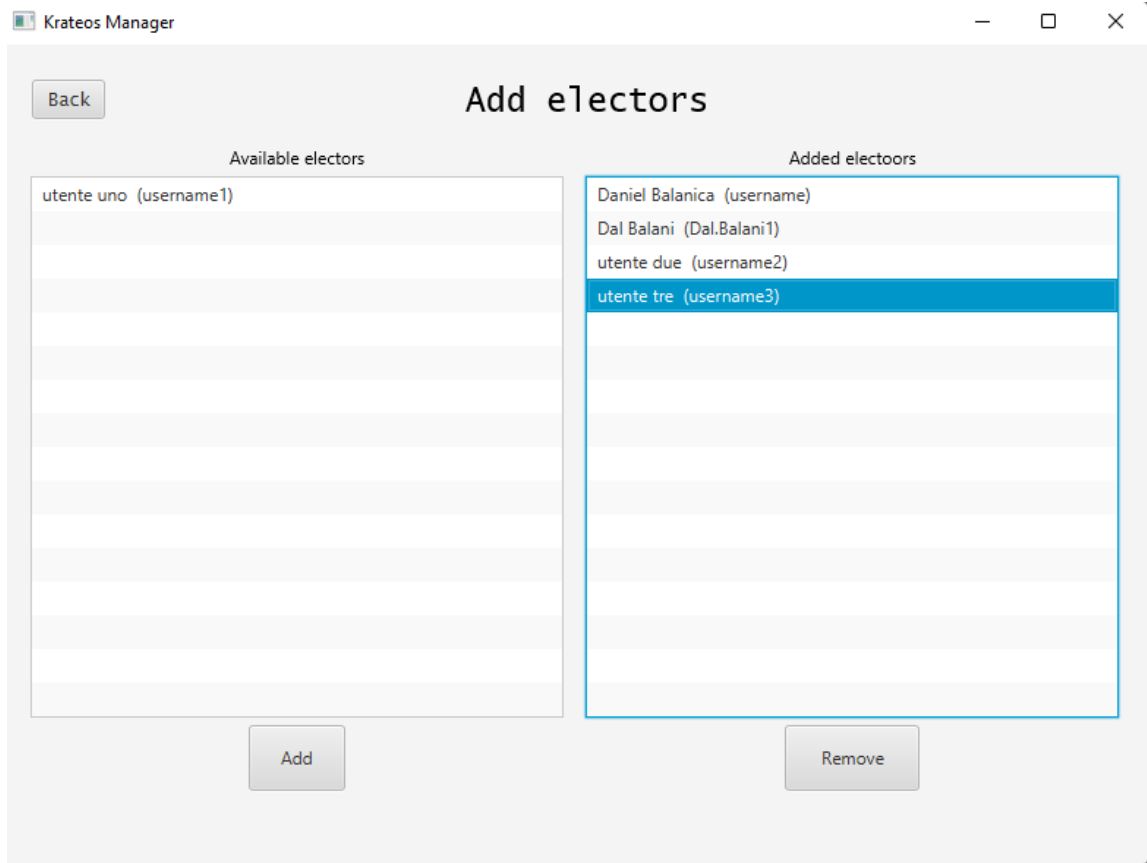 Krateos Manager
Back
Add electors
Available electors
utente uno (username1)
Add
Added electoors
Daniel Balanica (username)
Dal Balani (Dal.Balani1)
utente due (username2)
utente tre (username3)
Remove